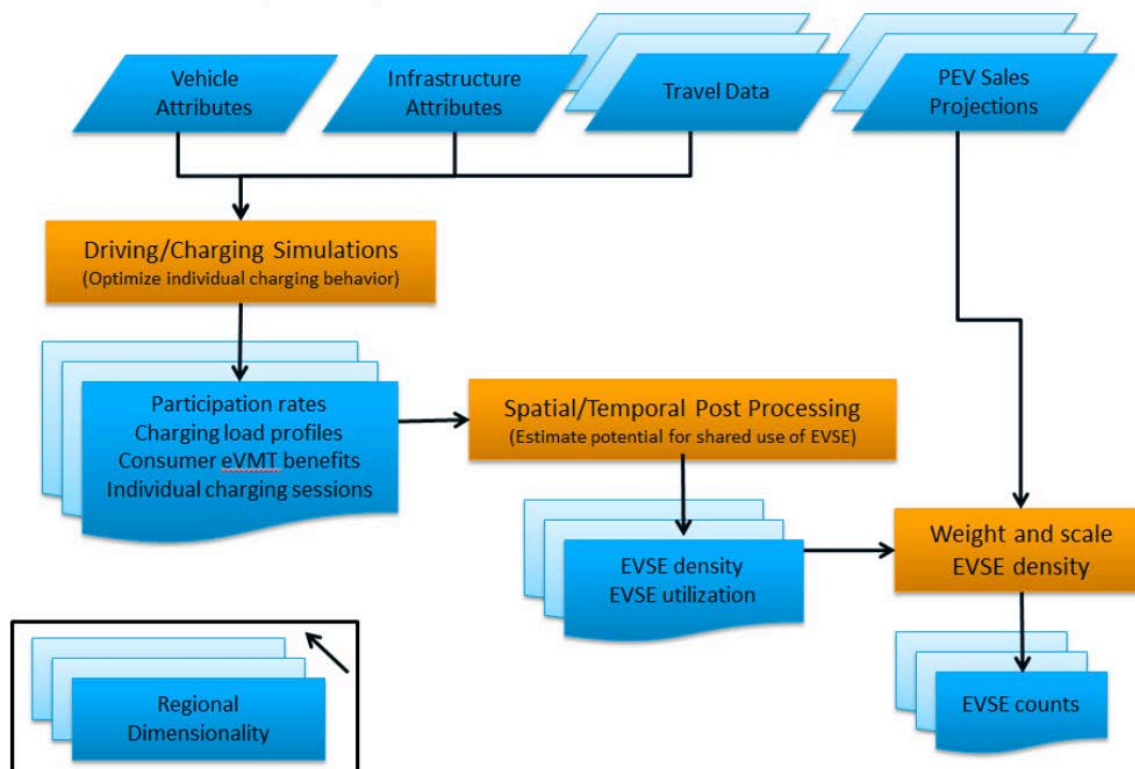 Vehicle
Attributes
Infrastructure
Attributes
Travel Data
PEV Sales
Projections
Driving/Charging Simulations
(Optimize individual charging behavior)
Participation rates
Charging load profiles
Consumer eVMT benefits
Individual charging sessions
Spatial/Temporal Post Processing
(Estimate potential for shared use of EVSE)
EVSE density
EVSE utilization
Weight and scale
EVSE density
EVSE counts
Regional
Dimensionality